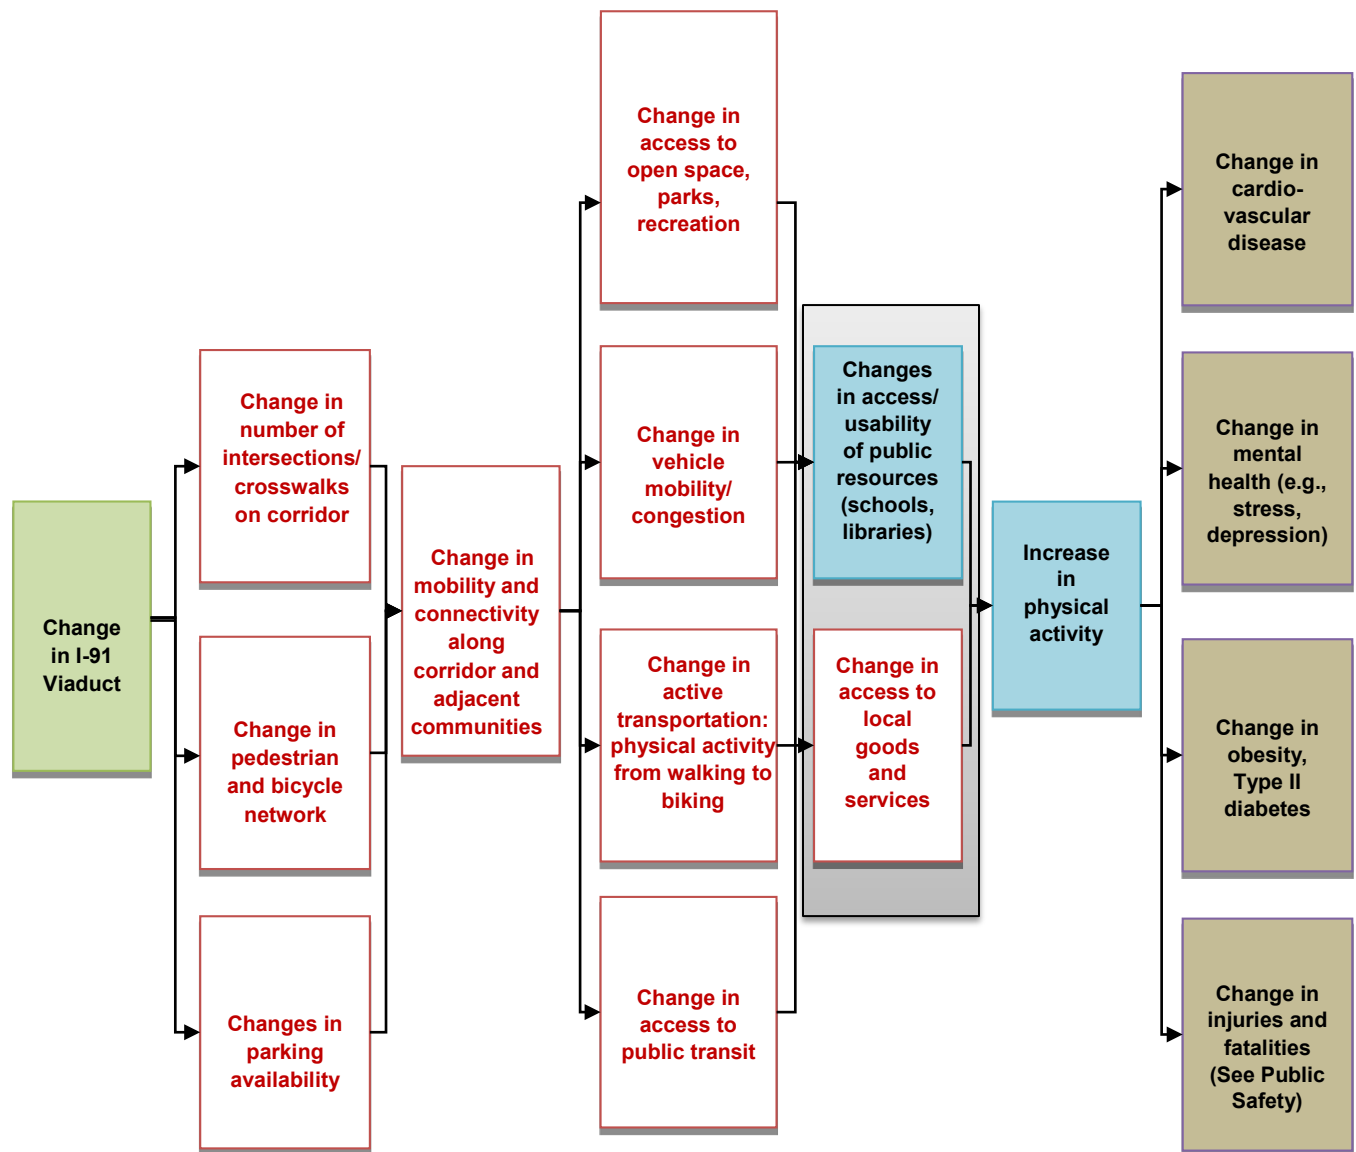 Change
in I-91
Viaduct
Change in
number of
intersections/
crosswalks
on corridor
Change in
pedestrian
and bicycle
network
Changes in
parking
availability
Change in
mobility and
connectivity
along
corridor and
adjacent
communities
Change in
access to
open space,
parks,
recreation
Change in
vehicle
mobility/
congestion
Change in
active
transportation:
physical activity
from walking to
biking
Change in
access to
public transit
Changes
in access/
usability
of public
resources
(schools,
libraries)
Change in
access to
local
goods
and
services
Increase
in
physical
activity
Change in
cardio-
vascular
disease
Change in
mental
health (e.g.,
stress,
depression)
Change in
obesity,
Type II
diabetes
Change in
injuries and
fatalities
(See Public
Safety)